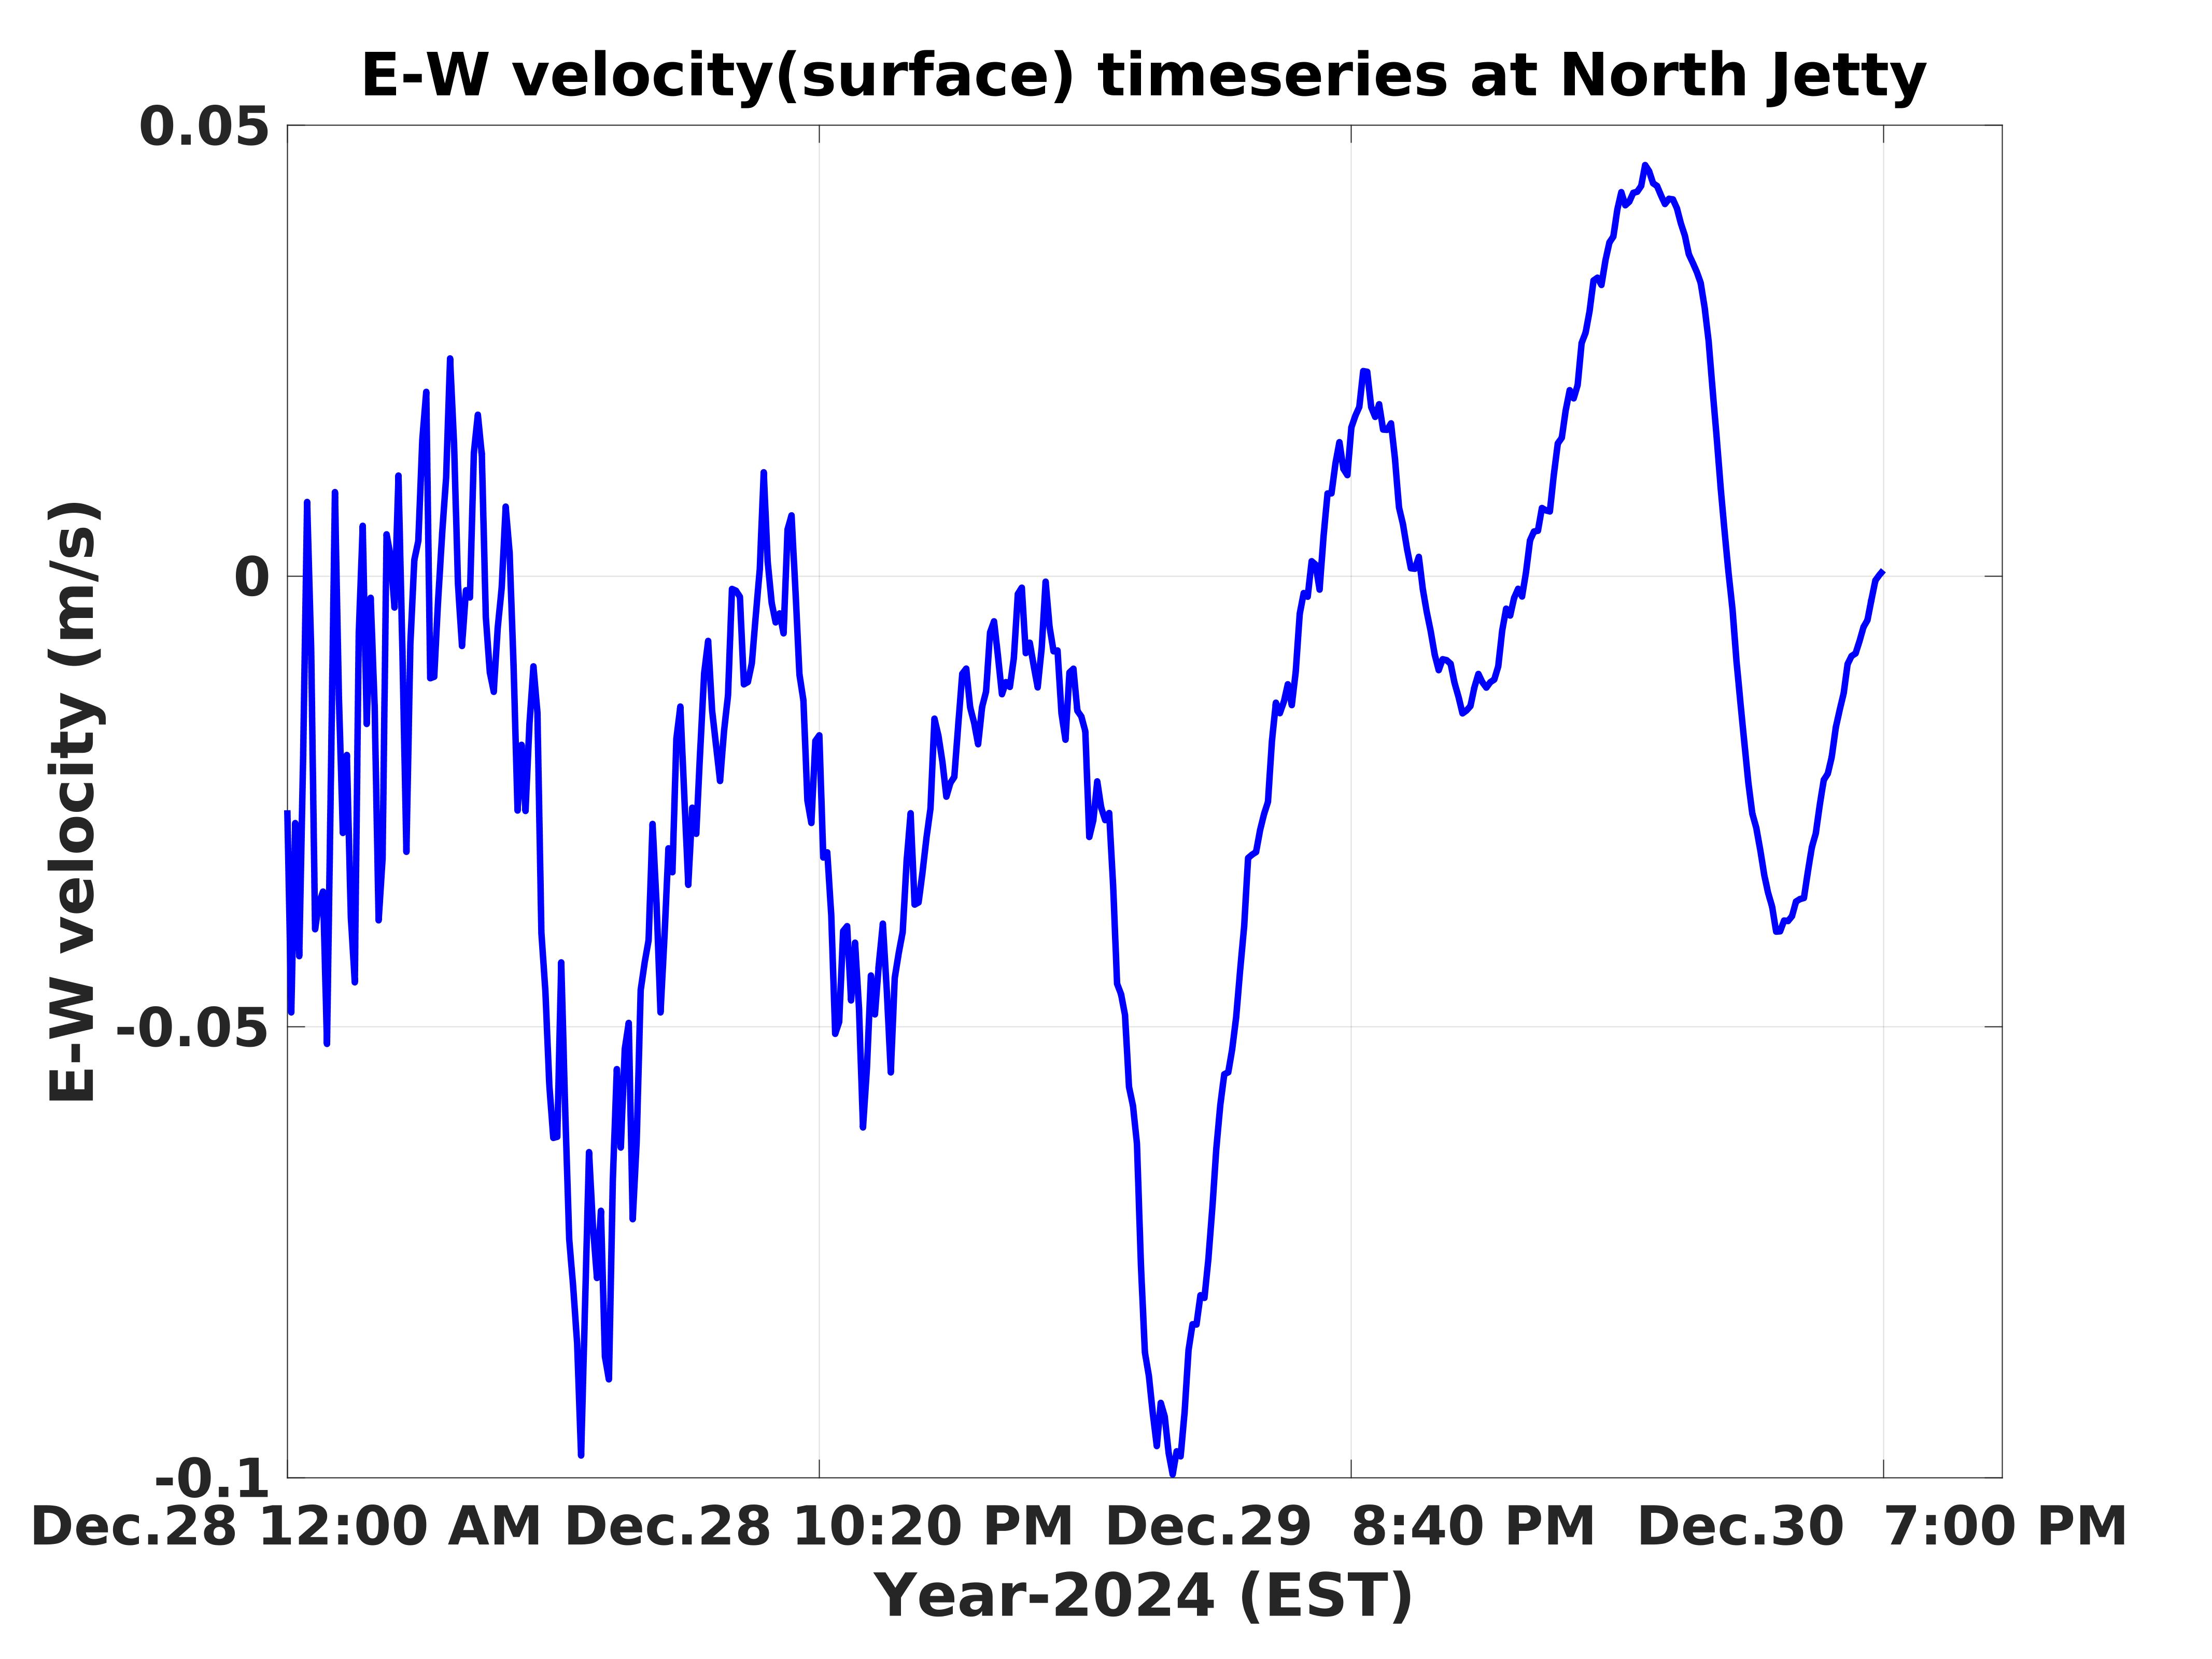 E-W velocity(surface) timeseries at North Jetty
0.05
0
-0.05
-0.1
E-W velocity (m/s)
Dec.28 12:00 AM Dec.28 10:20 PM Dec.29 8:40 PM Dec.30 7:00 PM
Year-2024 (EST)